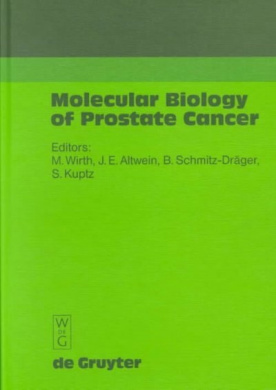 Molecular Biology
of Prostate Cancer
Editors:
M. Wirth, J. E. Altwein, B. Schmitz-Dräger,
S. Kuptz
W
DE
G
de Gruyter